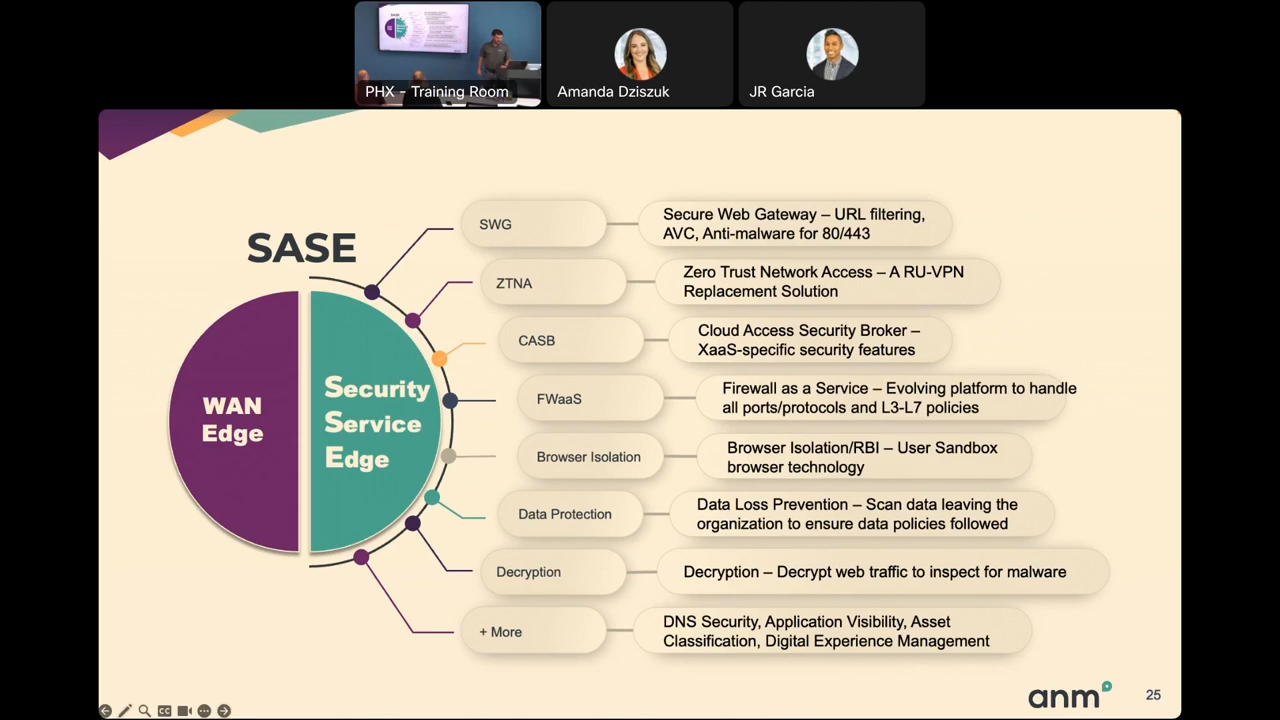 PHX - Training Room
Amanda Dziszuk
JR Garcia
SASE
WAN
Edge
Security
Service
Edge
SWG
Secure Web Gateway – URL filtering,
AVC, Anti-malware for 80/443
ZTNA
Zero Trust Network Access – A RU-VPN
Replacement Solution
CASB
Cloud Access Security Broker –
XaaS-specific security features
FWaaS
Firewall as a Service – Evolving platform to handle
all ports/protocols and L3-L7 policies
Browser Isolation
Browser Isolation/RBI – User Sandbox
browser technology
Data Protection
Data Loss Prevention – Scan data leaving the
organization to ensure data policies followed
Decryption
Decryption – Decrypt web traffic to inspect for malware
+ More
DNS Security, Application Visibility, Asset
Classification, Digital Experience Management
anm
25